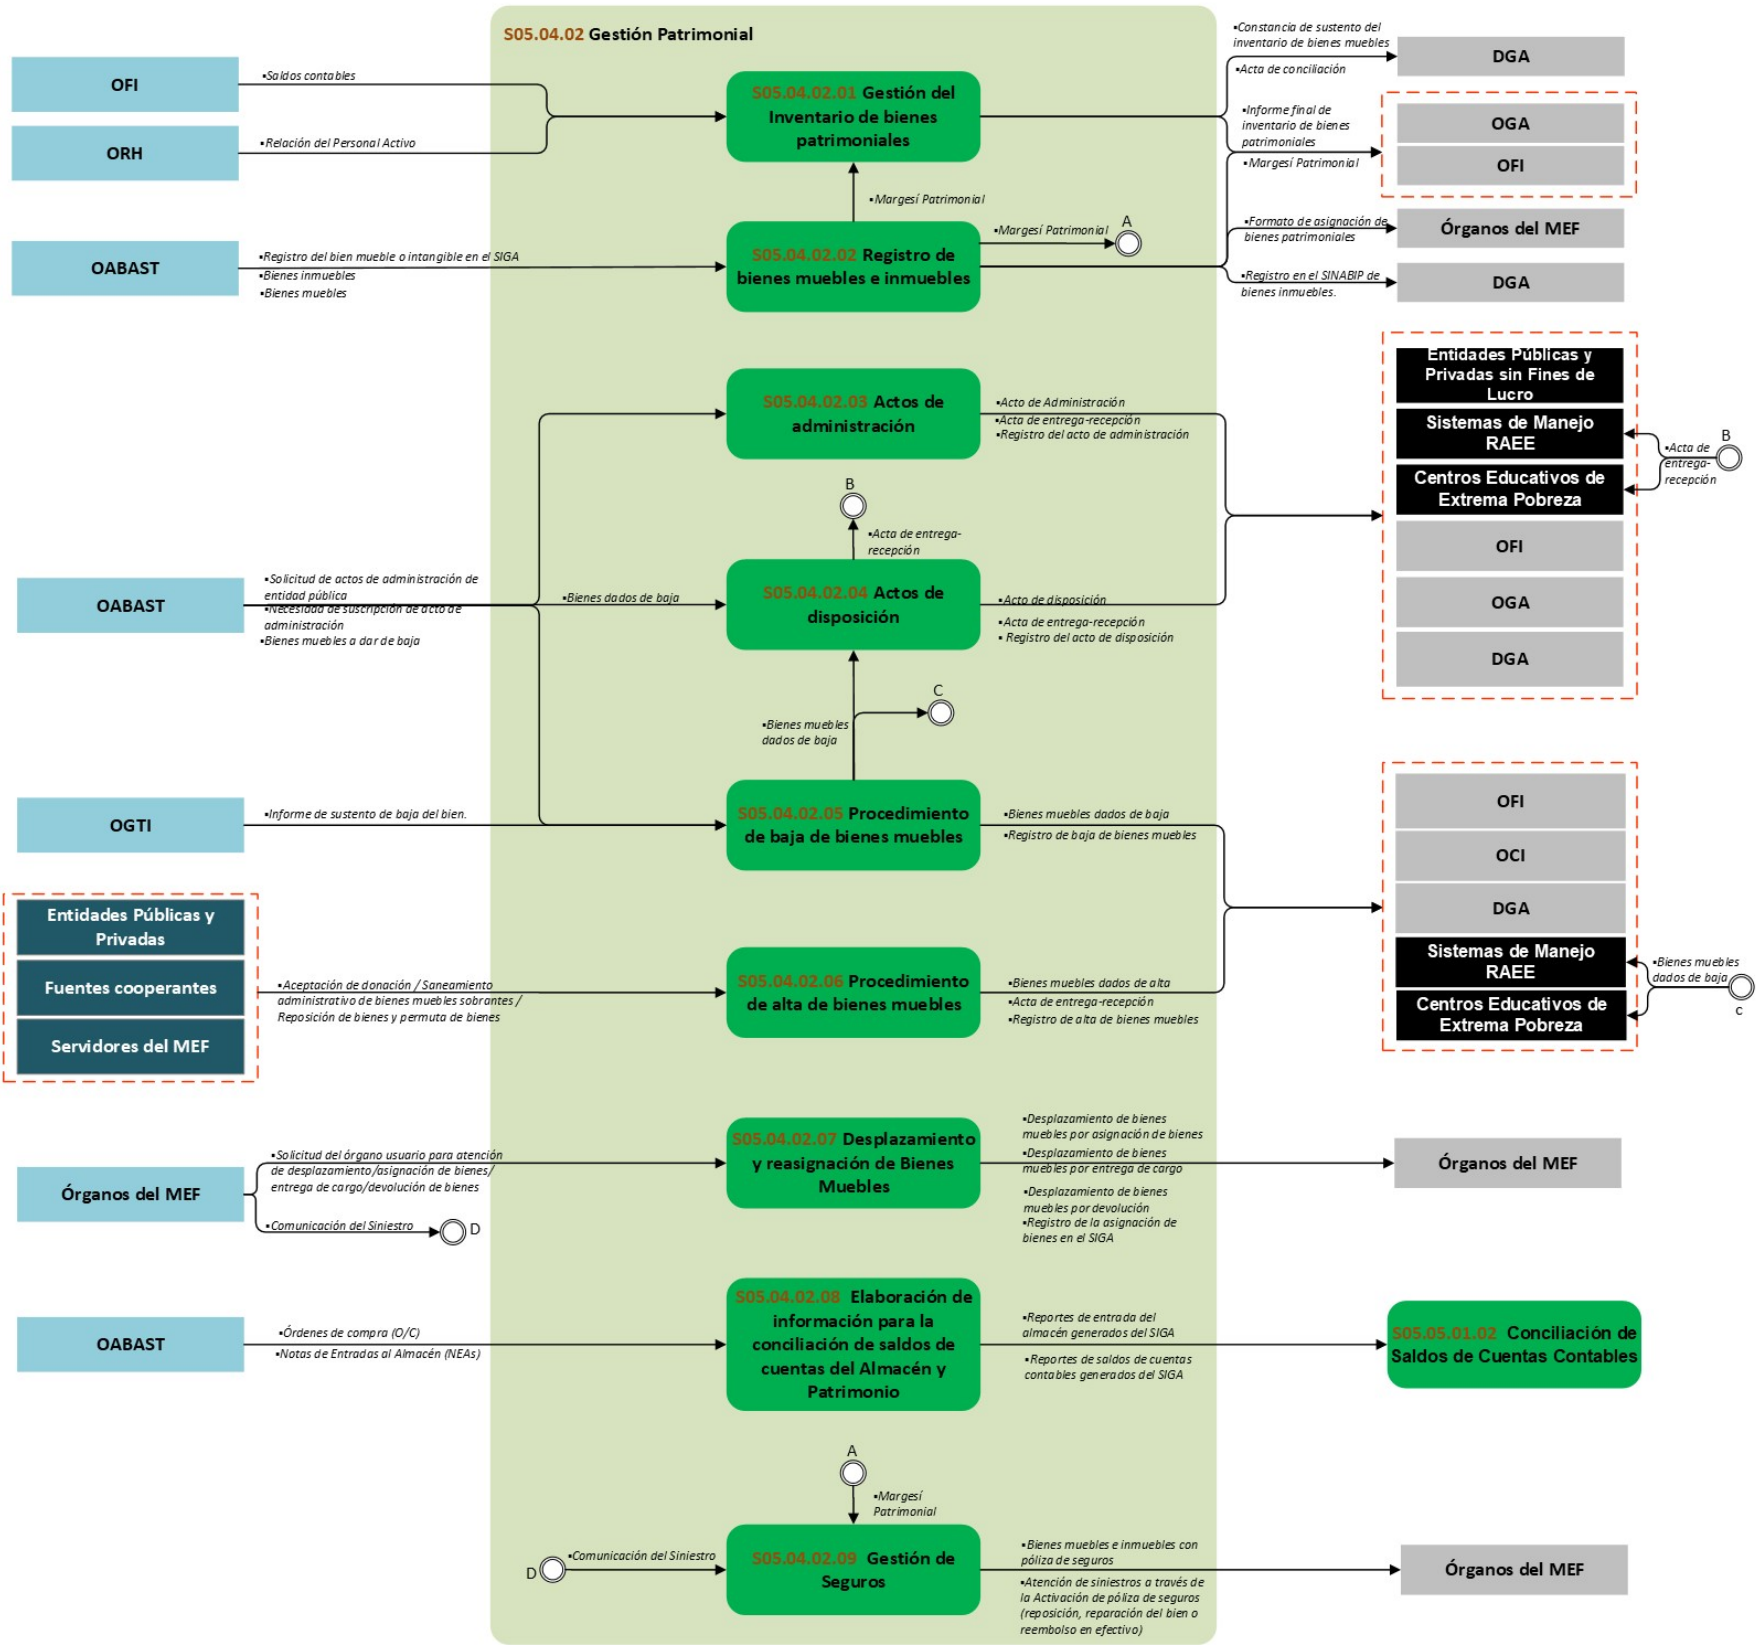 S05.04.02 Gestión Patrimonial
OFI
▪Saldos contables
ORH
▪Relación del Personal Activo
S05.04.02.01 Gestión del
Inventario de bienes
patrimoniales
▪Constancia de sustento del
inventario de bienes muebles
▪Acta de conciliación
DGA
▪Informe final de
inventario de bienes
patrimoniales
▪Margesí Patrimonial
OGA
OFI
▪Margesí Patrimonial
OABAST
▪Registro del bien mueble o intangible en el SIGA
▪Bienes inmuebles
▪Bienes muebles
S05.04.02.02 Registro de
bienes muebles e inmuebles
▪Margesí Patrimonial
A
▪Formato de asignación de
bienes patrimoniales
Órganos del MEF
▪Registro en el SINABIP de
bienes inmuebles.
DGA
S05.04.02.03 Actos de
administración
▪Acto de Administración
▪Acta de entrega-recepción
▪Registro del acto de administración
Entidades Públicas y
Privadas sin Fines de
Lucro
Sistemas de Manejo
RAEE
Centros Educativos de
Extrema Pobreza
OFI
OGA
DGA
B
▪Acta de
entrega-
recepción
B
▪Acta de entrega-
recepción
OABAST
▪Solicitud de actos de administración de
entidad pública
▪Necesidad de suscripción de acto de
administración
▪Bienes muebles a dar de baja
▪Bienes dados de baja
S05.04.02.04 Actos de
disposición
▪Acto de disposición
▪Acta de entrega-recepción
▪ Registro del acto de disposición
C
▪Bienes muebles
dados de baja
OGTI
▪Informe de sustento de baja del bien.
S05.04.02.05 Procedimiento
de baja de bienes muebles
▪Bienes muebles dados de baja
▪Registro de baja de bienes muebles
OFI
OCI
DGA
Sistemas de Manejo
RAEE
Centros Educativos de
Extrema Pobreza
▪Bienes muebles
dados de baja
c
Entidades Públicas y
Privadas
Fuentes cooperantes
Servidores del MEF
▪Aceptación de donación / Saneamiento
administrativo de bienes muebles sobrantes /
Reposición de bienes y permuta de bienes
S05.04.02.06 Procedimiento
de alta de bienes muebles
▪Bienes muebles dados de alta
▪Acta de entrega-recepción
▪Registro de alta de bienes muebles
Órganos del MEF
▪Solicitud del órgano usuario para atención
de desplazamiento/asignación de bienes/
entrega de cargo/devolución de bienes
▪Comunicación del Siniestro
D
S05.04.02.07 Desplazamiento
y reasignación de Bienes
Muebles
▪Desplazamiento de bienes
muebles por asignación de bienes
▪Desplazamiento de bienes
muebles por entrega de cargo
▪Desplazamiento de bienes
muebles por devolución
▪Registro de la asignación de
bienes en el SIGA
Órganos del MEF
OABAST
▪Órdenes de compra (O/C)
▪Notas de Entradas al Almacén (NEAs)
S05.04.02.08 Elaboración de
información para la
conciliación de saldos de
cuentas del Almacén y
Patrimonio
▪Reportes de entrada del
almacén generados del SIGA
▪Reportes de saldos de cuentas
contables generados del SIGA
S05.05.01.02 Conciliación de
Saldos de Cuentas Contables
A
▪Margesí
Patrimonial
D
▪Comunicación del Siniestro
S05.04.02.09 Gestión de
Seguros
▪Bienes muebles e inmuebles con
póliza de seguros
▪Atención de siniestros a través de
la Activación de póliza de seguros
(reposición, reparación del bien o
reembolso en efectivo)
Órganos del MEF